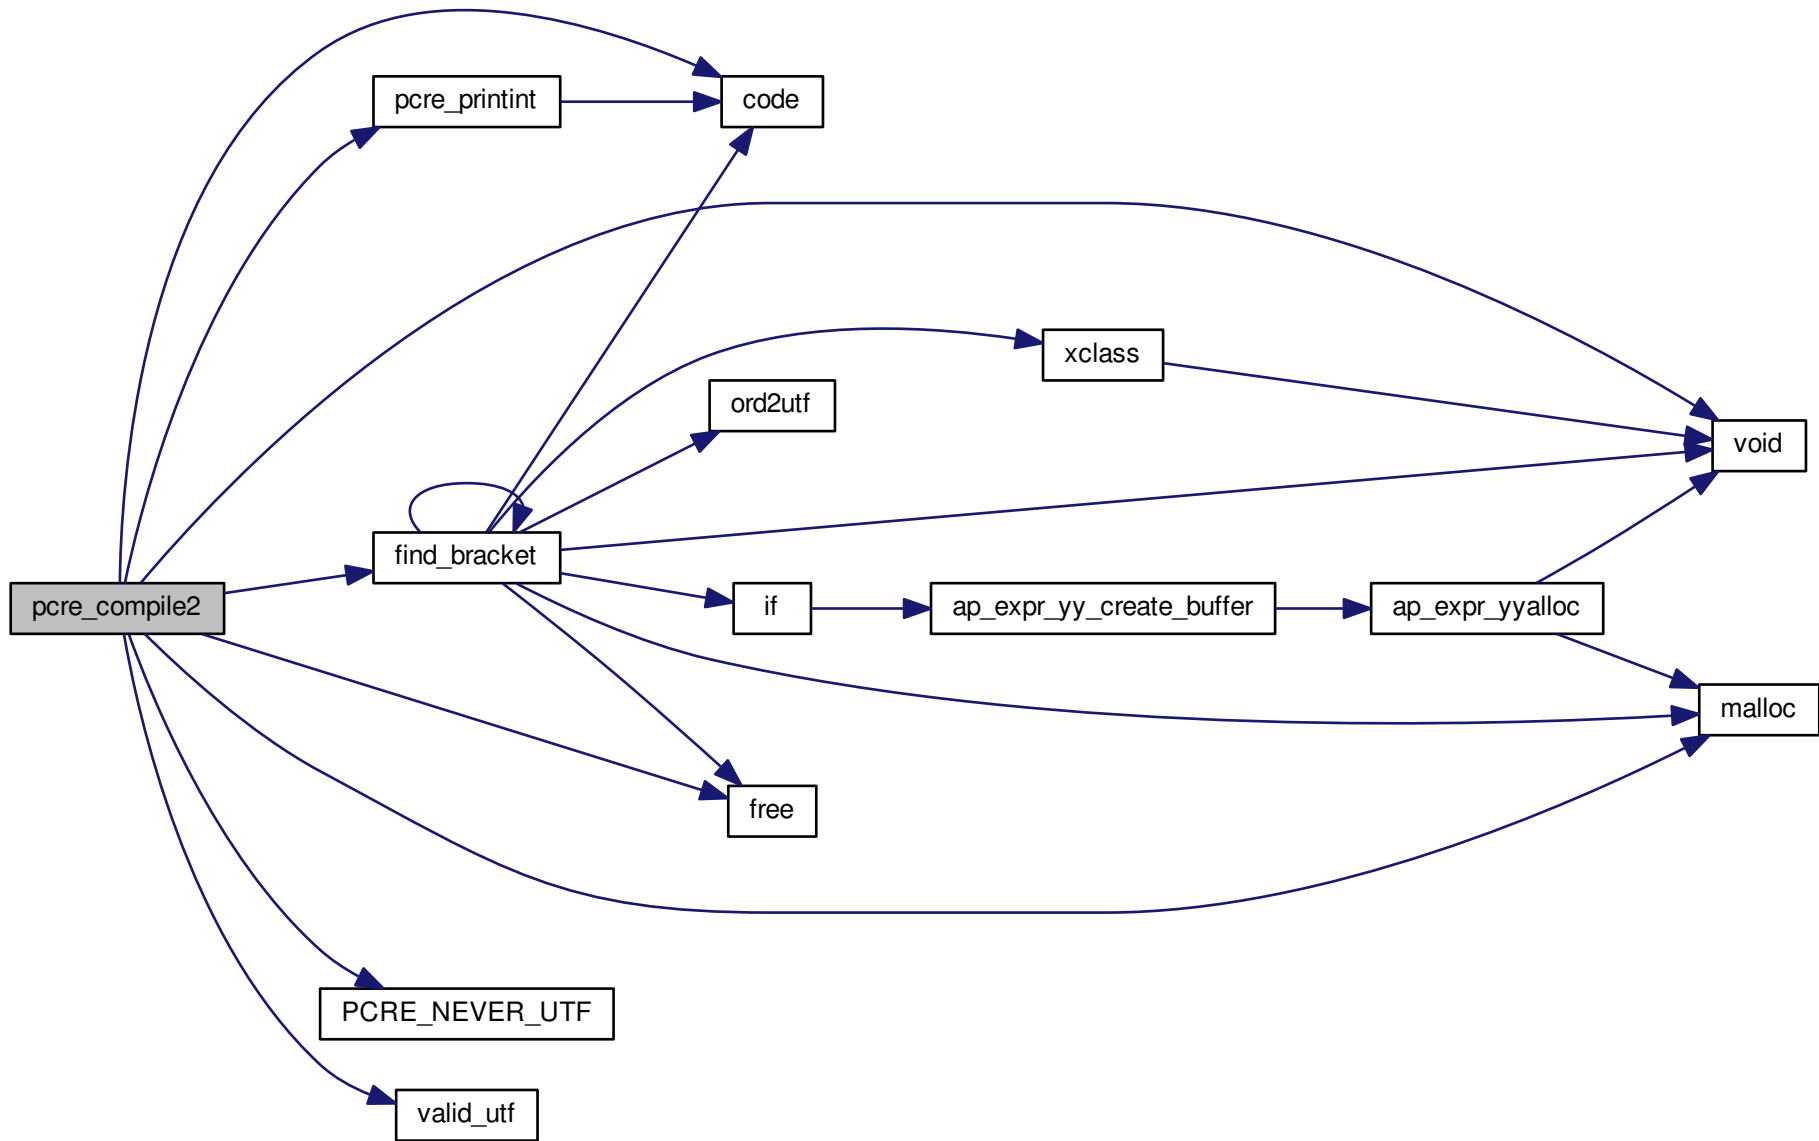 pcre_printint
code
xclass
ord2utf
void
find_bracket
pcre_compile2
if
ap_expr_yy_create_buffer
ap_expr_yyalloc
malloc
free
PCRE_NEVER_UTF
valid_utf